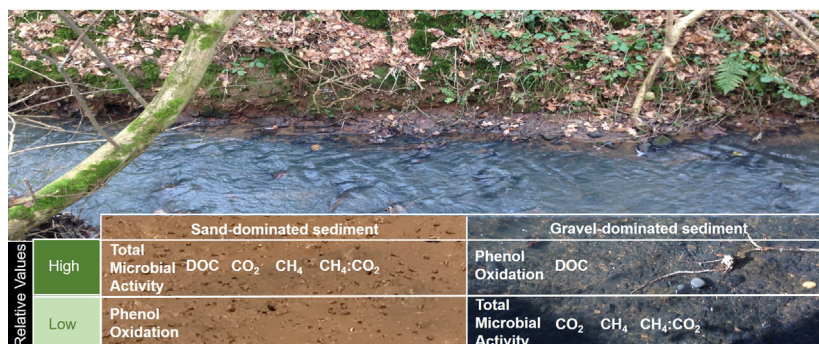 Sand-dominated sediment Gravel-dominated sediment
Relative Values
High
Total
Microbial
Activity
DOC CO₂ CH₄ CH₄:CO₂
Phenol
Oxidation
DOC
Low
Phenol
Oxidation
Total
Microbial
Activity
CO₂ CH₄ CH₄:CO₂